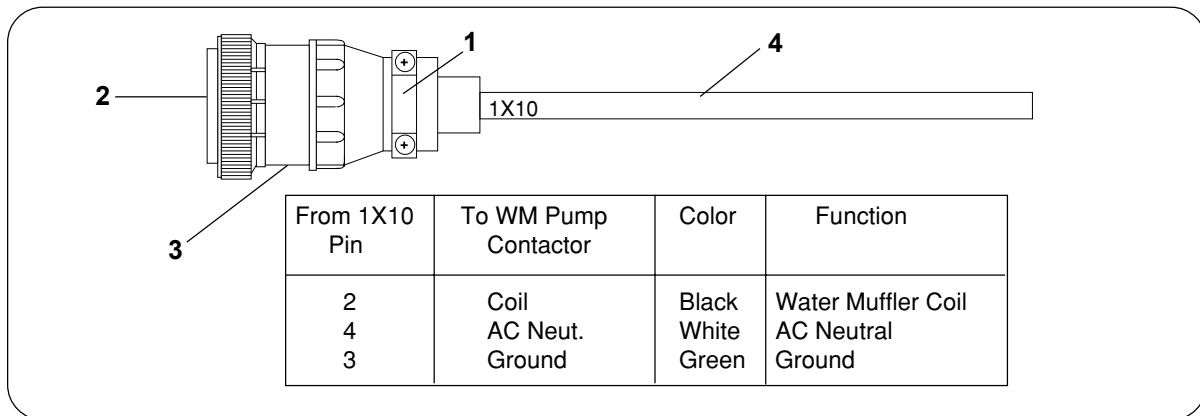 1
4
2
1X10
3
From 1X10 To WM Pump Color Function
Pin Contactor
2 Coil Black Water Muffler Coil
4 AC Neut. White AC Neutral
3 Ground Green Ground